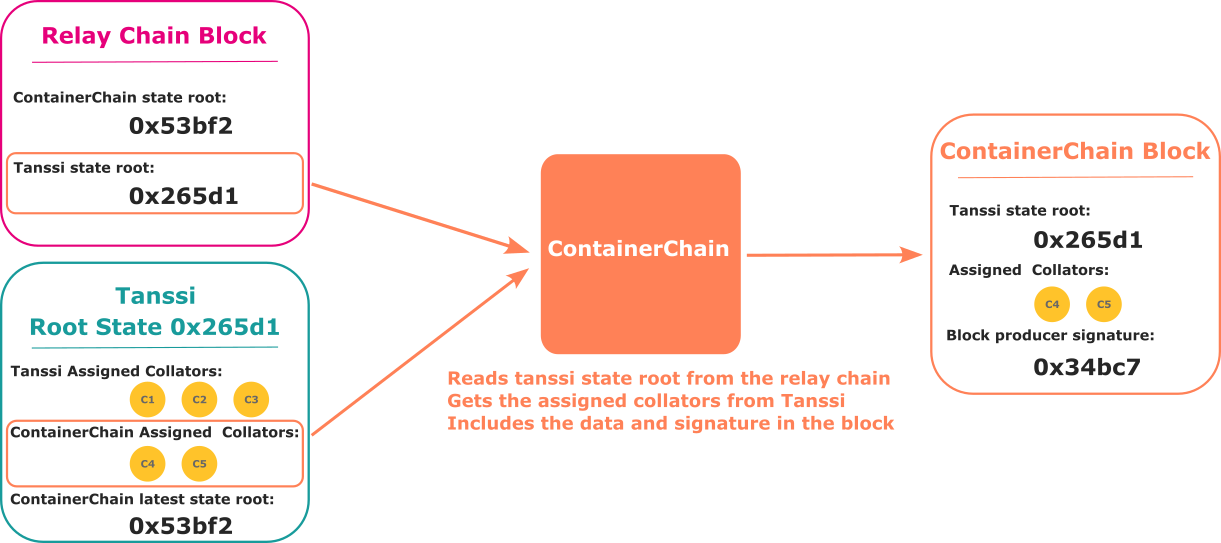 Relay Chain Block
ContainerChain state root:
0x53bf2
Tanssi state root:
0x265d1
Tanssi
Root State 0x265d1
Tanssi Assigned Collators:
C1 C2 C3
ContainerChain Assigned Collators:
C4 C5
ContainerChain latest state root:
0x53bf2
ContainerChain
Reads tanssi state root from the relay chain
Gets the assigned collators from Tanssi
Includes the data and signature in the block
ContainerChain Block
Tanssi state root:
0x265d1
Assigned Collators:
C4 C5
Block producer signature:
0x34bc7